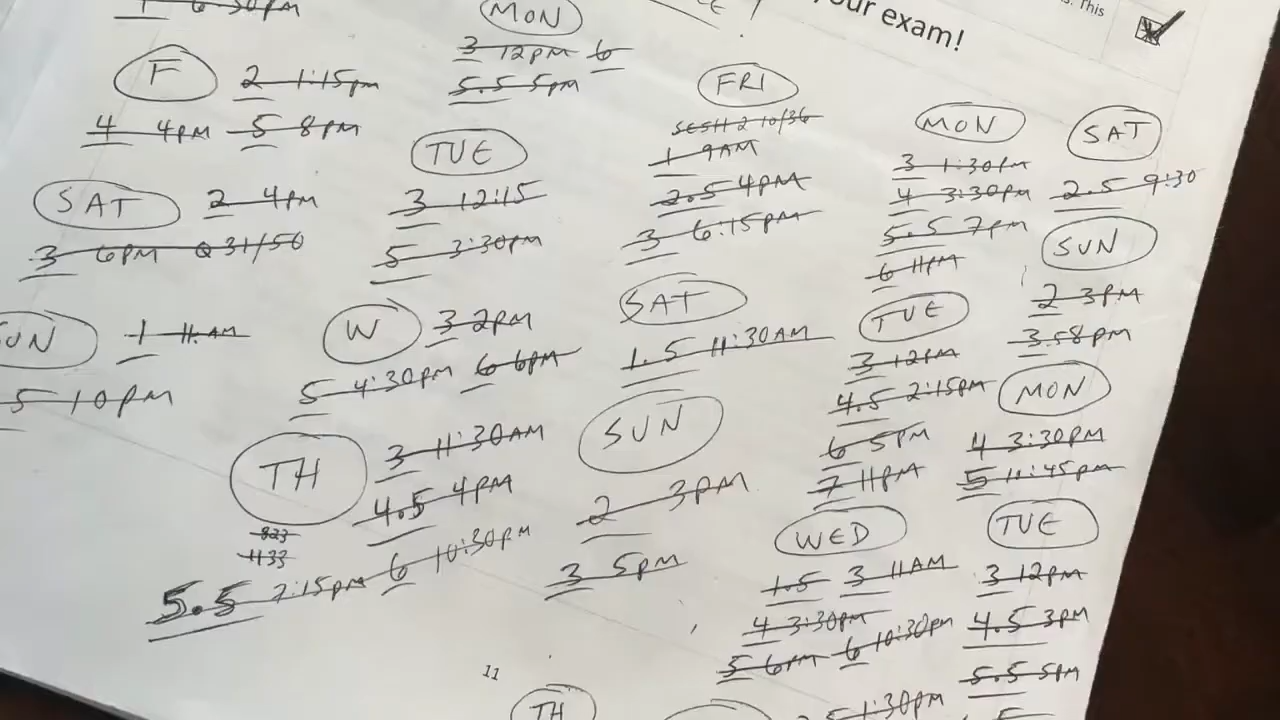 6:30pm
F 2 1:15pm
4 4pm 5 8pm
SAT 2 4pm
3 6pm Q31/50
1 11AM
5 10pm
MON
3 12pm 6
5.5 5pm
TUE
3 12:15
5 3:30pm
W 3 2pm
5 4:30pm 6 6pm
TH 3 11:30AM
4.5 4pm
823
1133
5.5 7:15pm 6 10:30pm
11
TH
our exam!
This
FRI
SESH 2 10/36
1 9AM
2.5 4pm
3 6:15pm
SAT
1.5 11:30AM
SUN
2 3pm
3 5pm
MON
3 1:30pm
4 3:30pm
5.5 7pm
6 11pm
TUE
3 12pm
4.5 2:15pm
6 5pm
7 11pm
WED
1.5 3 11AM
4 3:30pm
5 6pm 6 10:30pm
1:30pm
SAT
2.5 9:30
SUN
2 3pm
3.5 8pm
MON
4 3:30pm
5 11:45pm
TUE
3 12pm
4.5 3pm
5.5 5pm